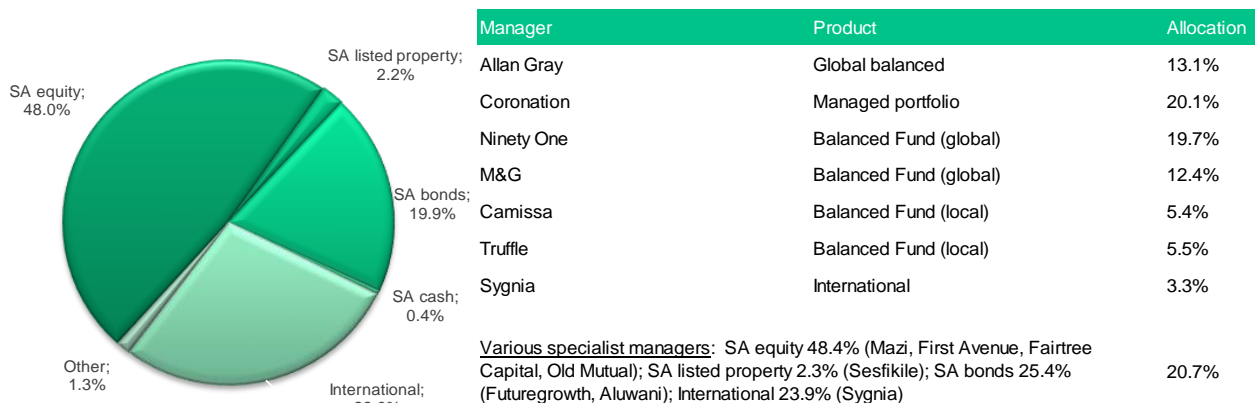 SA listed property;
2.2%
SA equity;
48.0%
SA bonds;
19.9%
SA cash;
0.4%
Other;
1.3%
International;
Manager Product Allocation
Allan Gray Global balanced 13.1%
Coronation Managed portfolio 20.1%
Ninety One Balanced Fund (global) 19.7%
M&G Balanced Fund (global) 12.4%
Camissa Balanced Fund (local) 5.4%
Truffle Balanced Fund (local) 5.5%
Sygnia International 3.3%
Various specialist managers: SA equity 48.4% (Mazi, First Avenue, Fairtree
Capital, Old Mutual); SA listed property 2.3% (Sesfikile); SA bonds 25.4% 20.7%
(Futuregrowth, Aluwani); International 23.9% (Sygnia)